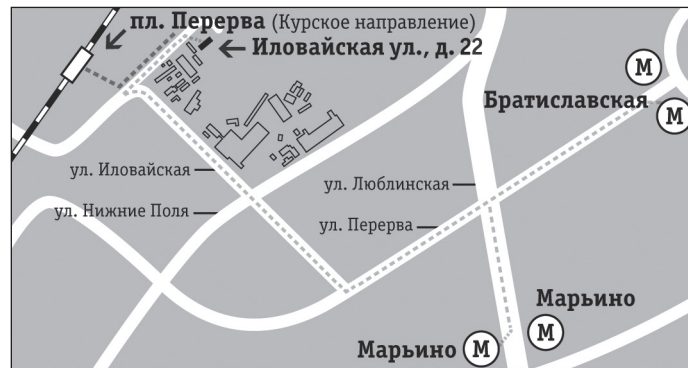 пл. Перерва (Курское направление)
Иловайская ул., д. 22
М
Братиславская
М
ул. Иловайская
ул. Люблинская
ул. Нижние Поля
ул. Перерва
Марьино
М
Марьино М